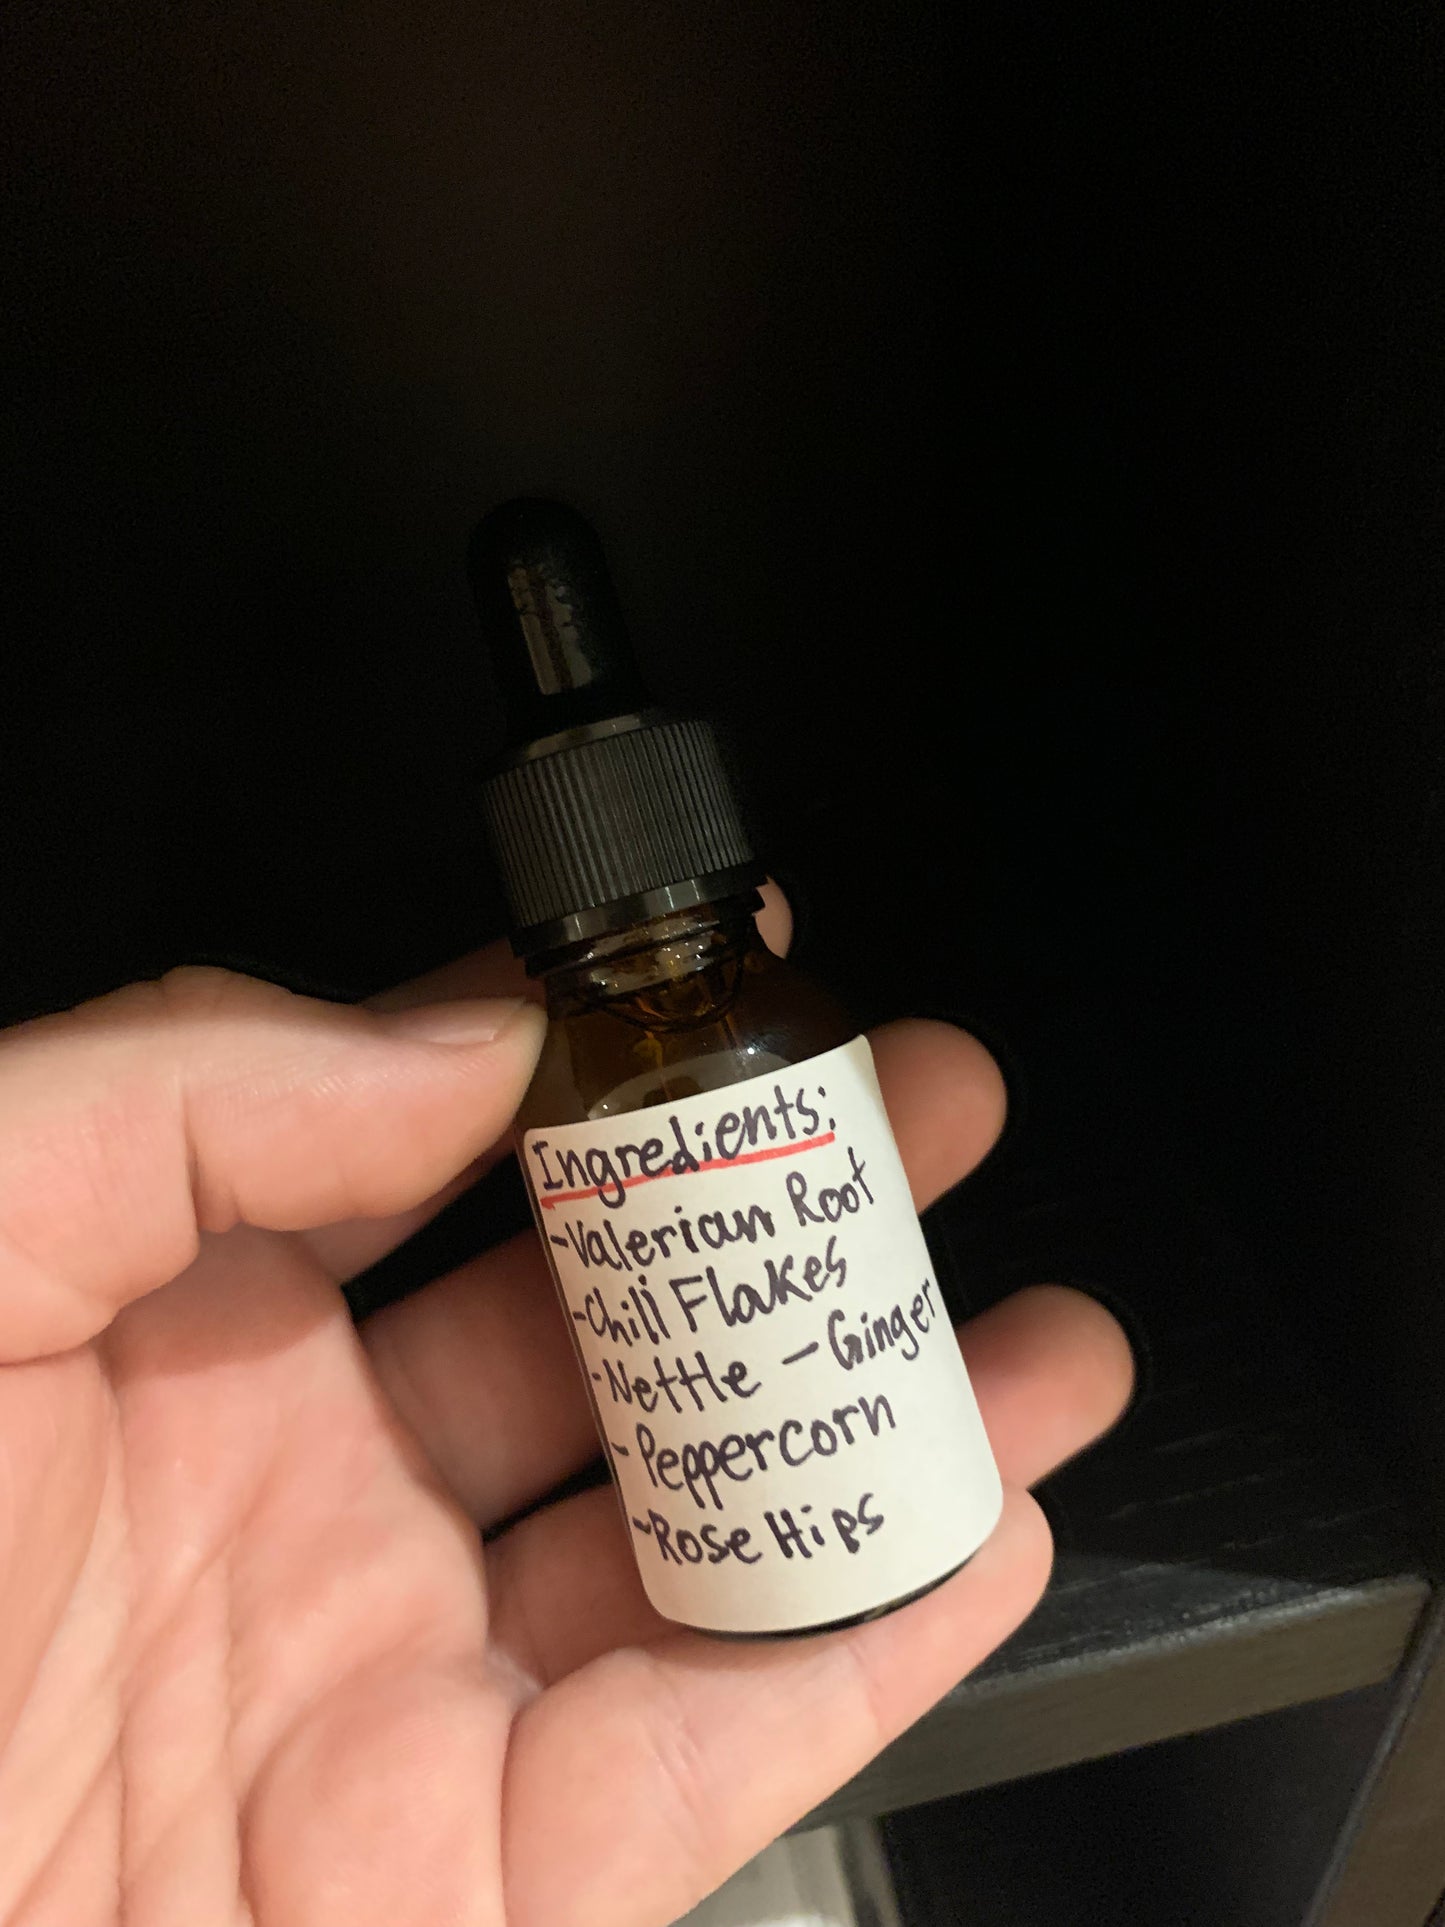 Ingredients:
-Valerian Root
-Chili Flakes
-Nettle -Ginger
-Peppercorn
-Rose Hips